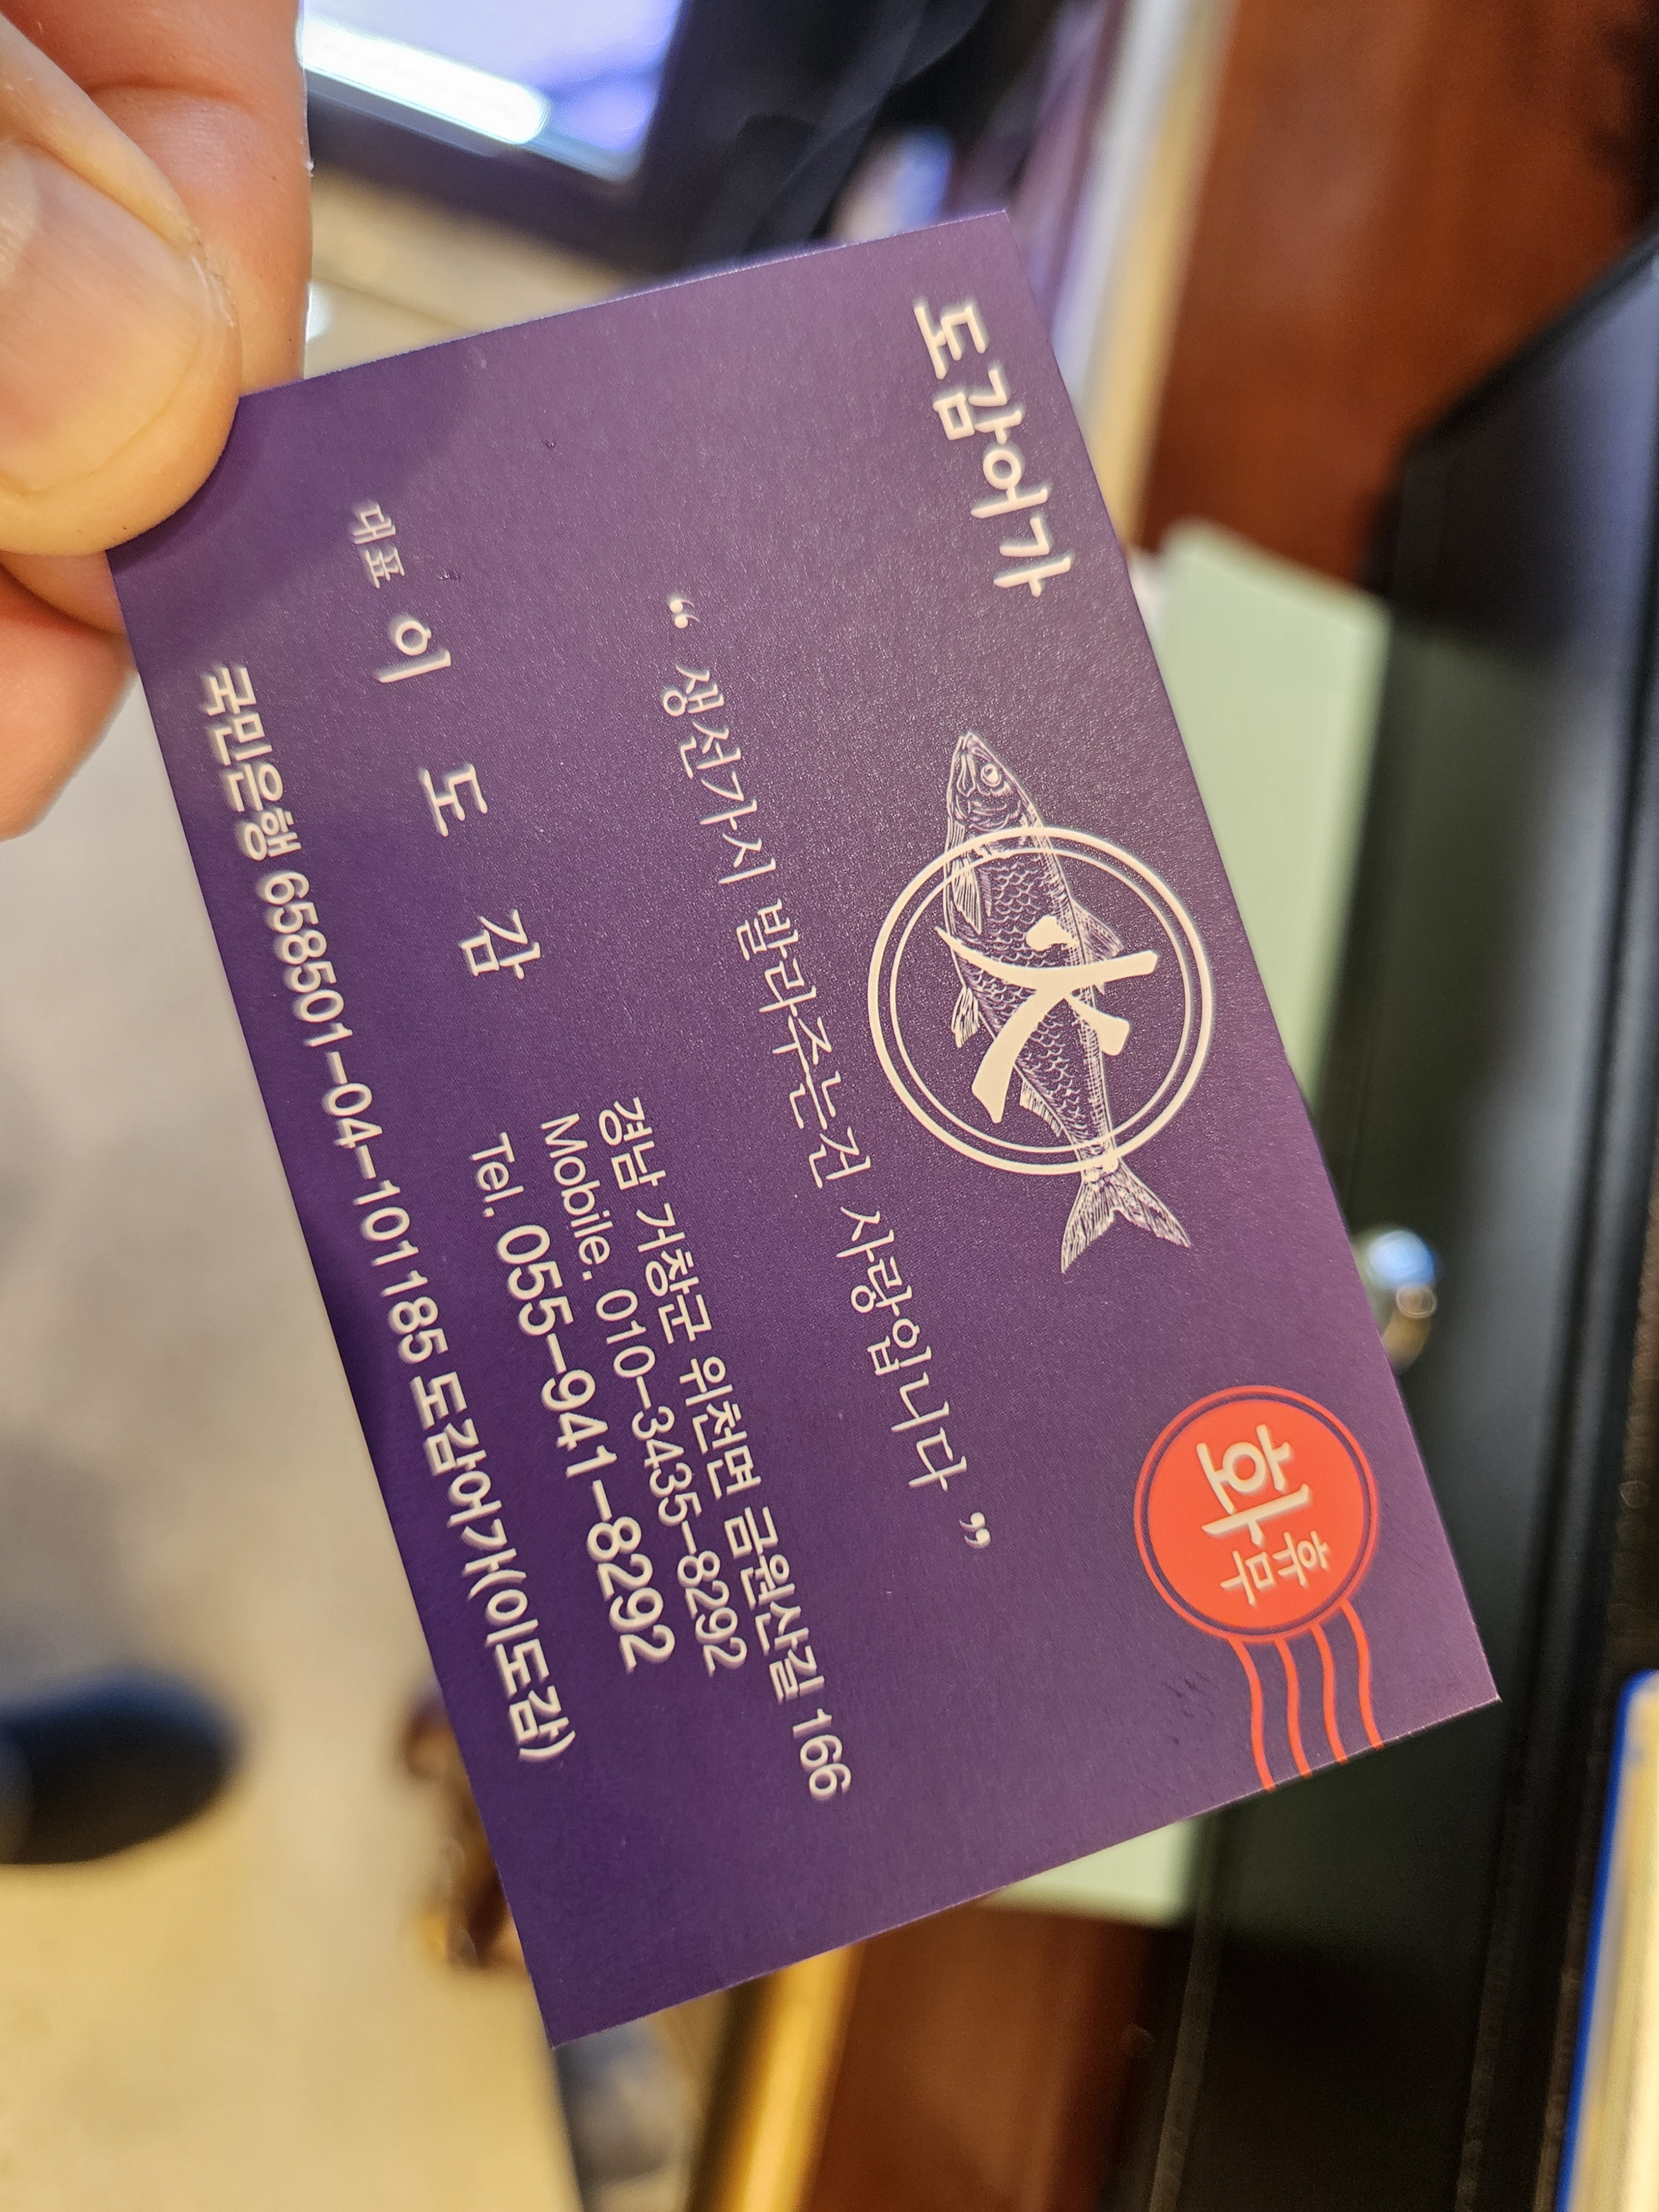 도감어가
화 휴무
火
“ 생선가시 발라주는건 사랑입니다 ”
경남 거창군 위천면 금원산길 166
대표 이 도 감
Mobile. 010-3435-8292
Tel. 055-941-8292
국민은행 658501-04-101185 도감어가(이도감)